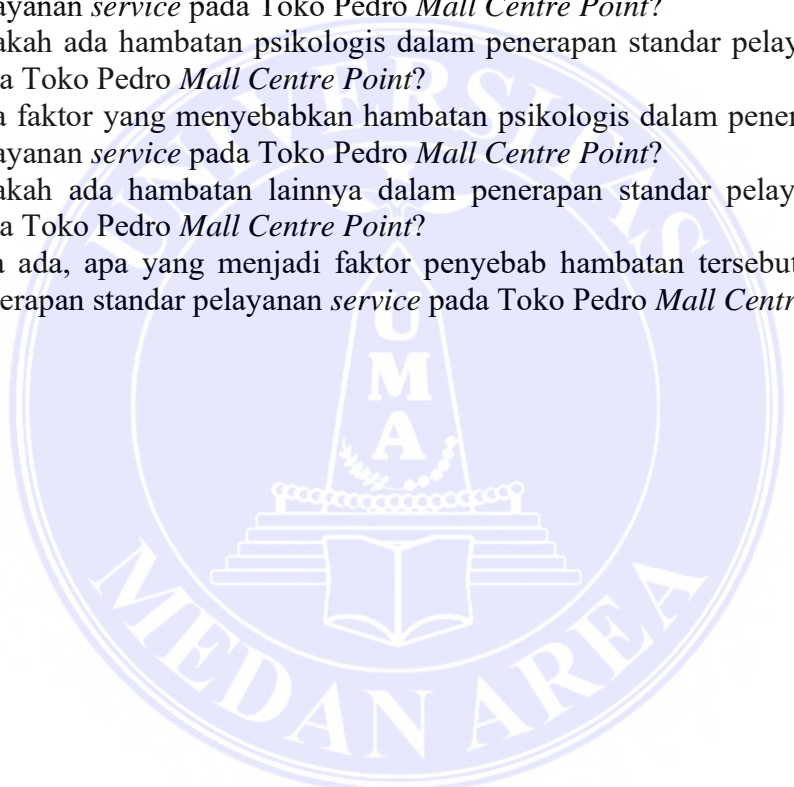 ayanan service pada Toko Pedro Mall Centre Point?
akah ada hambatan psikologis dalam penerapan standar pelay
a Toko Pedro Mall Centre Point?
a faktor yang menyebabkan hambatan psikologis dalam pener
ayanan service pada Toko Pedro Mall Centre Point?
akah ada hambatan lainnya dalam penerapan standar pelay
a Toko Pedro Mall Centre Point?
a ada, apa yang menjadi faktor penyebab hambatan tersebut
erapan standar pelayanan service pada Toko Pedro Mall Centr
UNIVERSITAS
UMA
MEDAN AREA